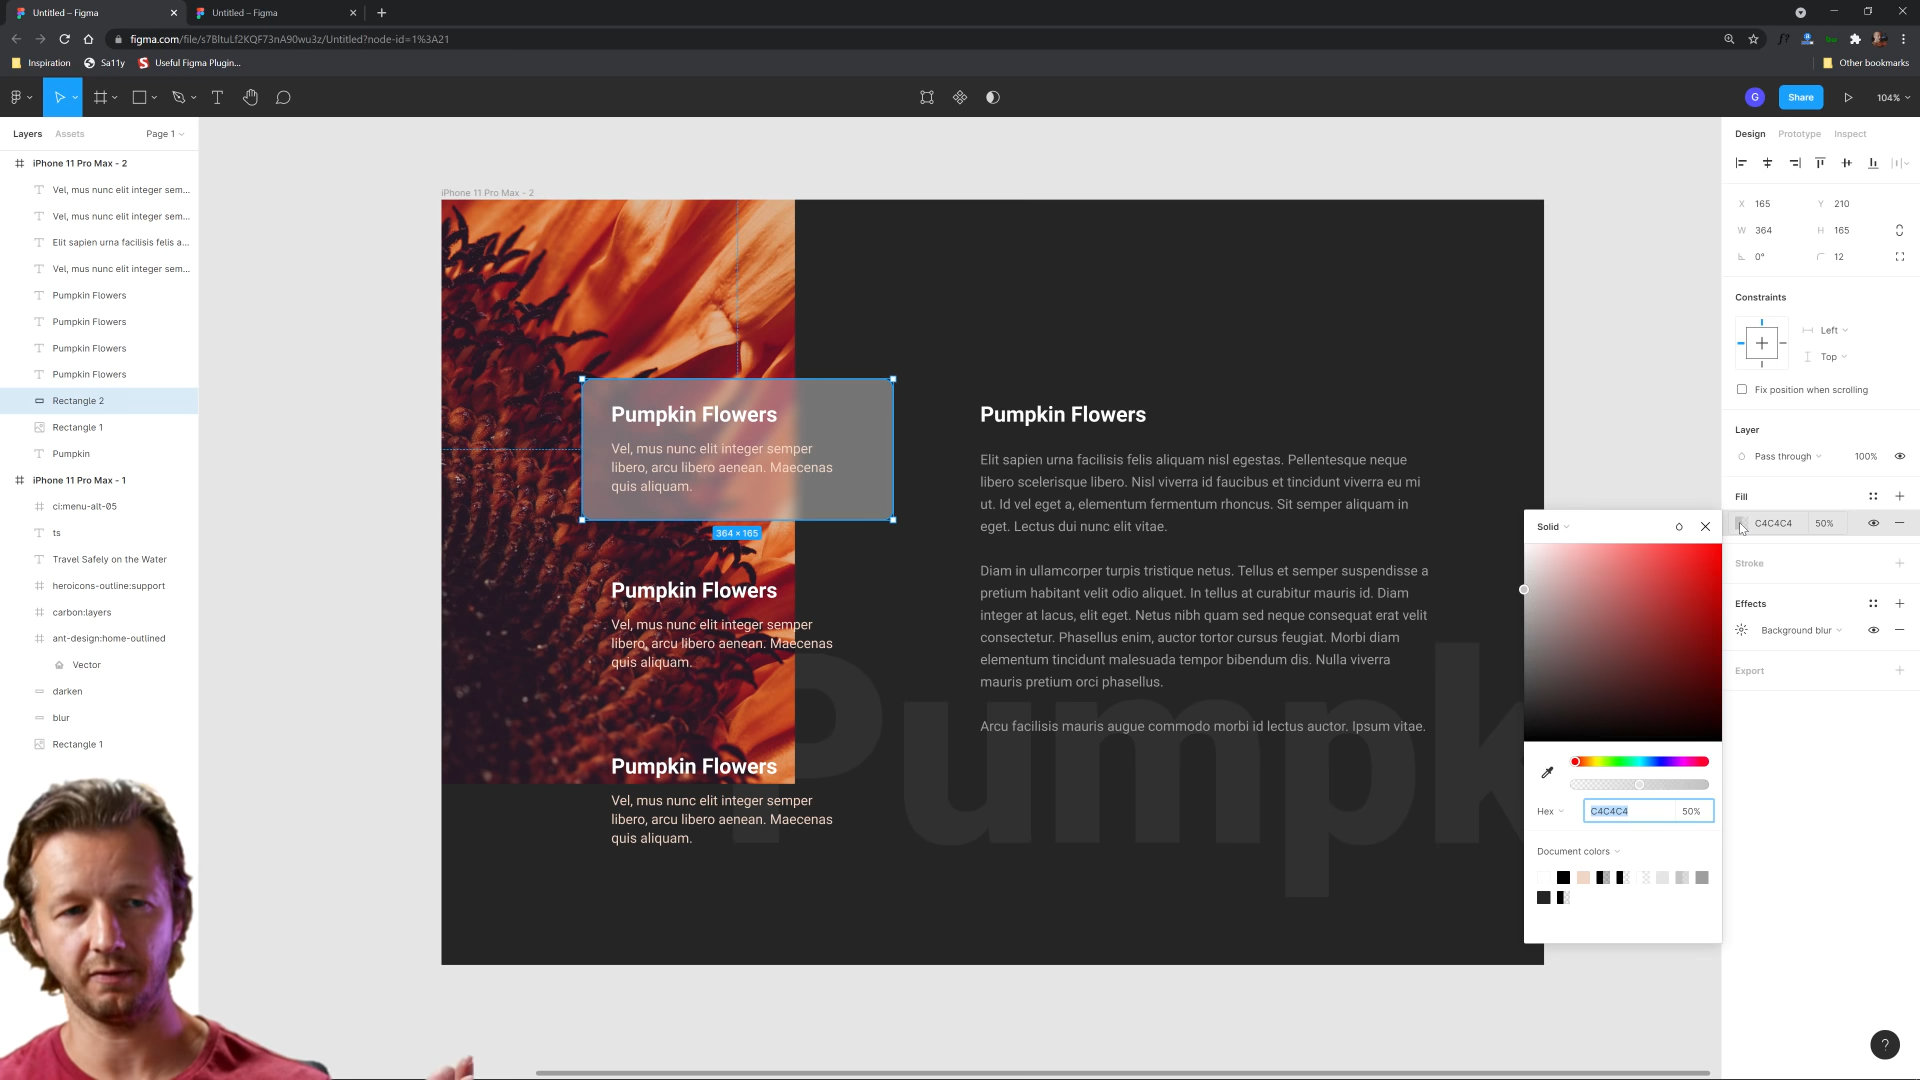 Untitled – Figma
Untitled – Figma
figma.com/file/s7BltuLf2KQF73nA90wu3z/Untitled?node-id=1%3A21
Inspiration
Sa11y
Useful Figma Plugin...
Other bookmarks
G
Share
104%
Layers
Assets
Page 1
Design
Prototype
Inspect
iPhone 11 Pro Max - 2
Vel, mus nunc elit integer sem...
Vel, mus nunc elit integer sem...
Elit sapien urna facilisis felis a...
Vel, mus nunc elit integer sem...
Pumpkin Flowers
Pumpkin Flowers
Pumpkin Flowers
Pumpkin Flowers
Rectangle 2
Rectangle 1
Pumpkin
iPhone 11 Pro Max - 1
ci:menu-alt-05
ts
Travel Safely on the Water
heroicons-outline:support
carbon:layers
ant-design:home-outlined
Vector
darken
blur
Rectangle 1
iPhone 11 Pro Max - 2
Pumpkin Flowers
Vel, mus nunc elit integer semper
libero, arcu libero aenean. Maecenas
quis aliquam.
364 × 165
Pumpkin Flowers
Vel, mus nunc elit integer semper
libero, arcu libero aenean. Maecenas
quis aliquam.
Pumpkin Flowers
Vel, mus nunc elit integer semper
libero, arcu libero aenean. Maecenas
quis aliquam.
Pumpkin Flowers
Elit sapien urna facilisis felis aliquam nisl egestas. Pellentesque neque
libero scelerisque libero. Nisl viverra id faucibus et tincidunt viverra eu mi
ut. Id vel eget a, elementum fermentum rhoncus. Sit semper aliquam in
eget. Lectus dui nunc elit vitae.
Diam in ullamcorper turpis tristique netus. Tellus et semper suspendisse a
pretium habitant velit odio aliquet. In tellus at curabitur mauris id. Diam
integer at lacus, elit eget. Netus nibh quam sed neque consequat erat velit
consectetur. Phasellus enim, auctor tortor cursus feugiat. Morbi diam
elementum tincidunt malesuada tempor bibendum dis. Nulla viverra
mauris pretium orci phasellus.
Arcu facilisis mauris augue commodo morbi id lectus auctor. Ipsum vitae.
Pumpk
X 165
Y 210
W 364
H 165
0°
12
Constraints
Left
Top
Fix position when scrolling
Layer
Pass through
100%
Fill
C4C4C4
50%
Stroke
Effects
Background blur
Export
Solid
Hex
C4C4C4
50%
Document colors
?